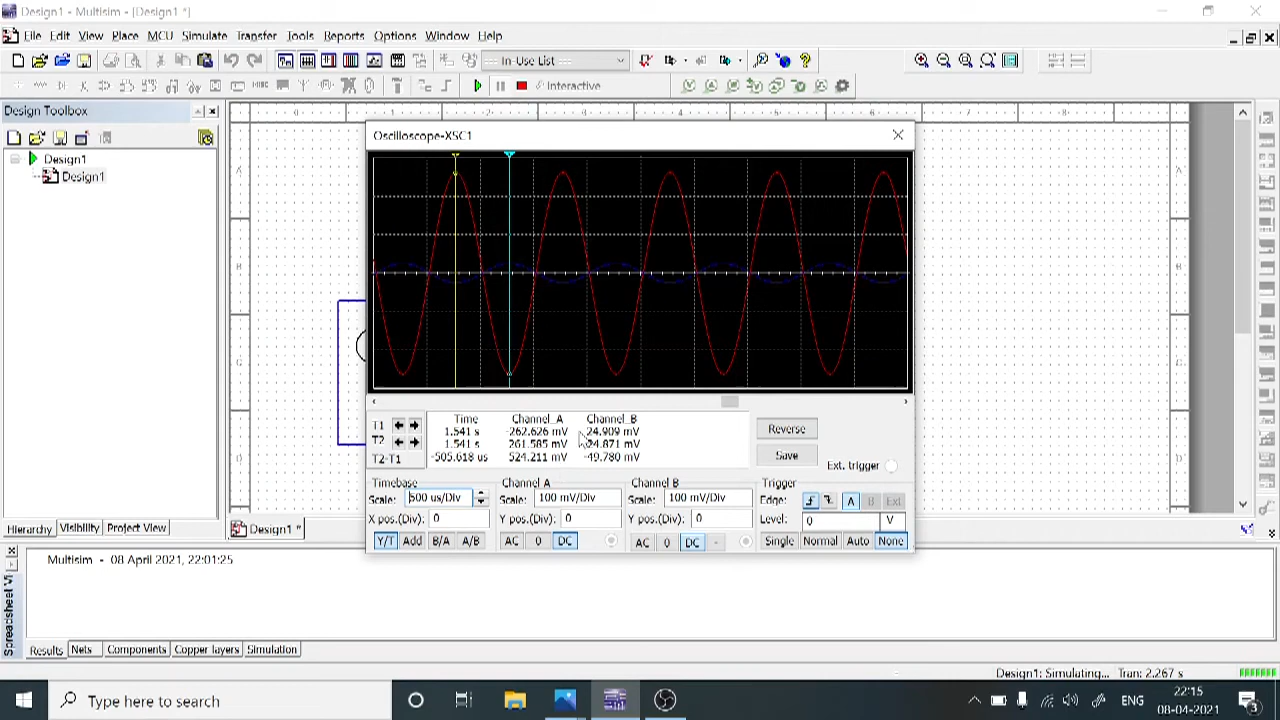 Design1 - Multisim - [Design1 *]
File Edit View Place MCU Simulate Transfer Tools Reports Options Window Help
--- In-Use List ---
Interactive
Design Toolbox
Design1
Design1
Oscilloscope-XSC1
Time Channel_A Channel_B
T1 1.541 s -262.626 mV 24.909 mV
T2 1.541 s 261.585 mV -24.871 mV
T2-T1 -505.618 us 524.211 mV -49.780 mV
Reverse
Save
Ext. trigger
Timebase Channel A Channel B Trigger
Scale: 500 us/Div Scale: 100 mV/Div Scale: 100 mV/Div Edge: A B Ext
X pos.(Div): 0 Y pos.(Div): 0 Y pos.(Div): 0 Level: 0 V
Y/T Add B/A A/B AC 0 DC AC 0 DC - Single Normal Auto None
Hierarchy Visibility Project View
Design1 *
Multisim - 08 April 2021, 22:01:25
Results Nets Components Copper layers Simulation
Design1: Simulating... Tran: 2.267 s
Type here to search
ENG
22:15
08-04-2021
3